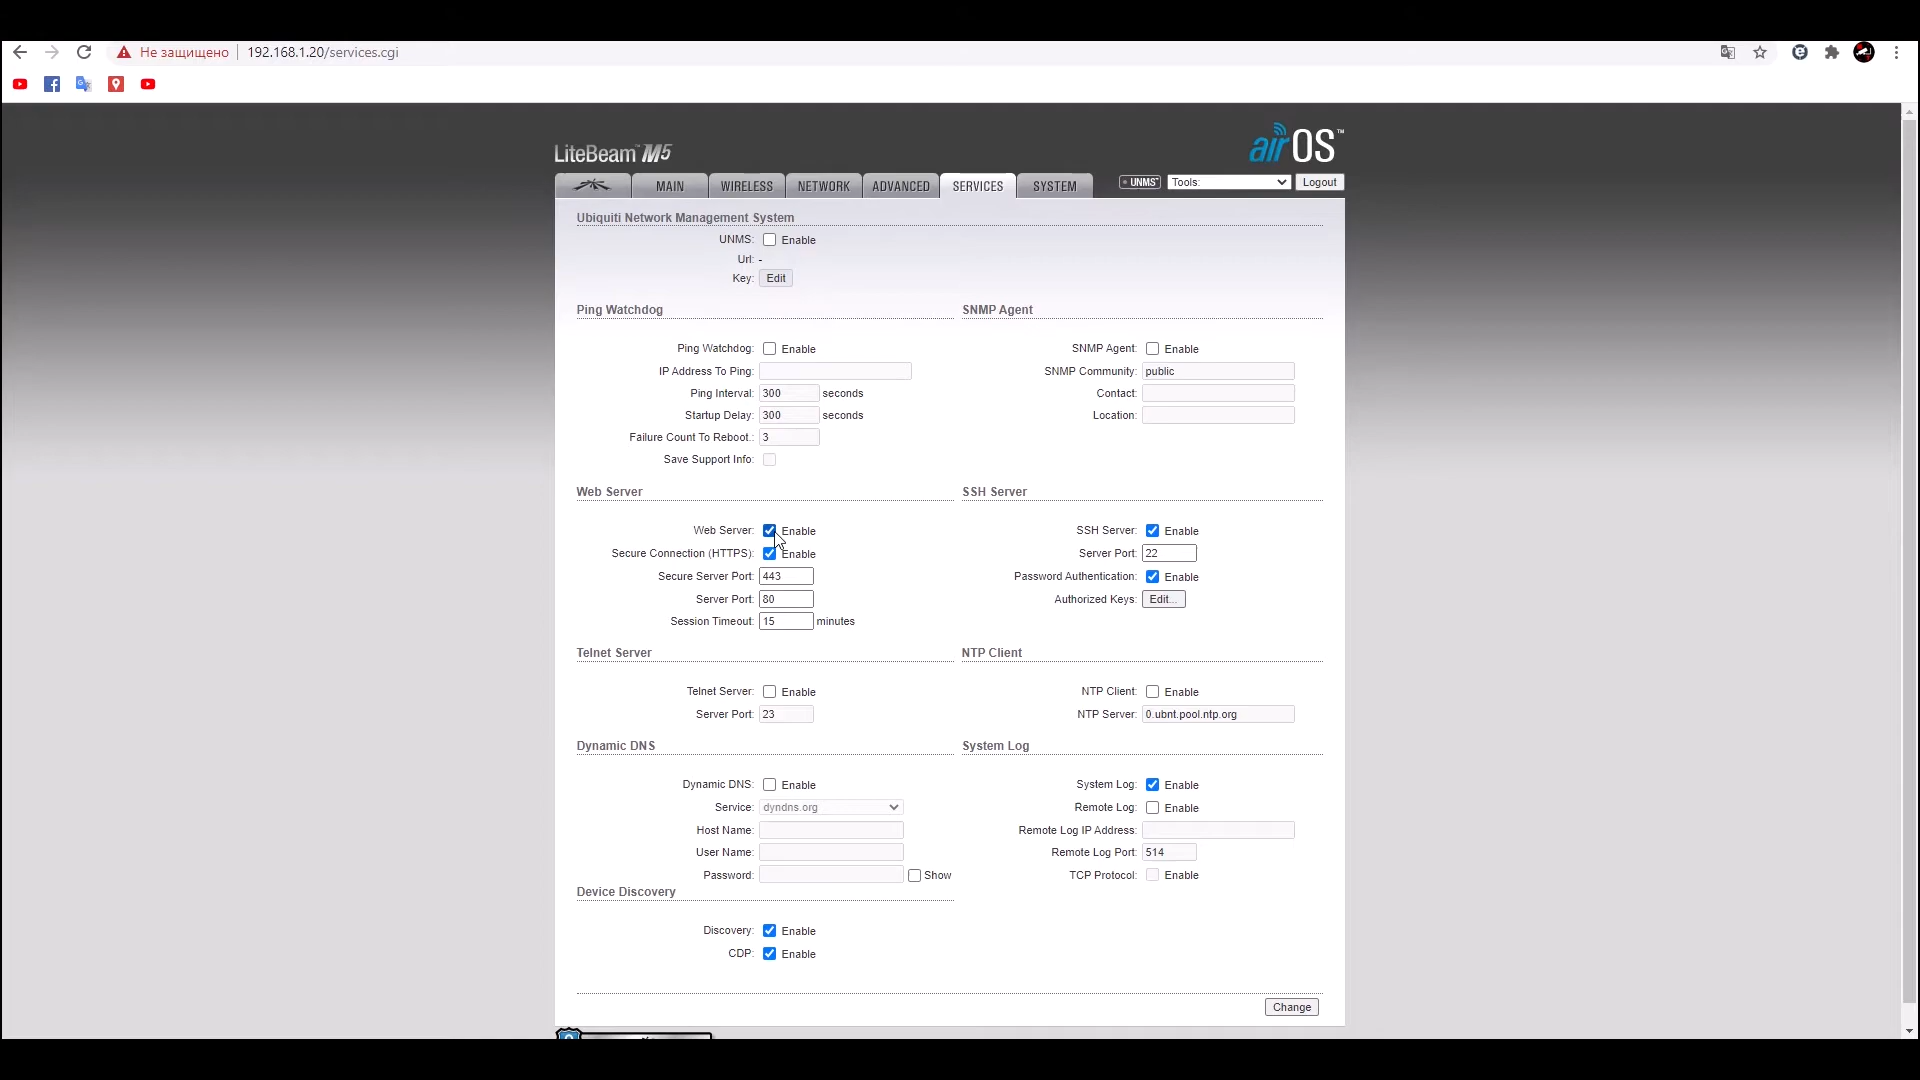 Не защищено 192.168.1.20/services.cgi
LiteBeam™ M5
airOS™
MAIN WIRELESS NETWORK ADVANCED SERVICES SYSTEM UNMS™ Tools: Logout
Ubiquiti Network Management System
UNMS: Enable
Url: -
Key: Edit
Ping Watchdog
Ping Watchdog: Enable
IP Address To Ping:
Ping Interval: 300 seconds
Startup Delay: 300 seconds
Failure Count To Reboot.: 3
Save Support Info:
SNMP Agent
SNMP Agent: Enable
SNMP Community: public
Contact:
Location:
Web Server
Web Server: Enable
Secure Connection (HTTPS): Enable
Secure Server Port: 443
Server Port: 80
Session Timeout: 15 minutes
SSH Server
SSH Server: Enable
Server Port: 22
Password Authentication: Enable
Authorized Keys: Edit...
Telnet Server
Telnet Server: Enable
Server Port: 23
NTP Client
NTP Client: Enable
NTP Server: 0.ubnt.pool.ntp.org
Dynamic DNS
Dynamic DNS: Enable
Service: dyndns.org
Host Name:
User Name:
Password: Show
System Log
System Log: Enable
Remote Log: Enable
Remote Log IP Address:
Remote Log Port: 514
TCP Protocol: Enable
Device Discovery
Discovery: Enable
CDP: Enable
Change